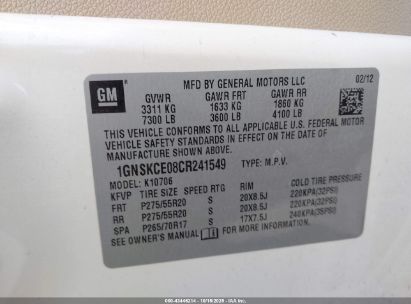 GM
MFD BY GENERAL MOTORS LLC 02/12
GVWR GAWR FRT GAWR RR
3311 KG 1633 KG 1860 KG
7300 LB 3600 LB 4100 LB
THIS VEHICLE CONFORMS TO ALL APPLICABLE U.S. FEDERAL MOTOR
VEHICLE SAFETY STANDARDS IN EFFECT ON THE DATE OF
MANUFACTURE SHOWN ABOVE.
1GNSKCE08CR241549 TYPE: M.P.V.
MODEL: K10706
KFVP TIRE SIZE SPEED RTG RIM COLD TIRE PRESSURE
FRT P275/55R20 S 20X8.5J 220KPA(32PSI)
RR P275/55R20 S 20X8.5J 220KPA(32PSI)
SPA P265/70R17 S 17X7.5J 240KPA(35PSI)
SEE OWNER'S MANUAL FOR MORE INFORMATION.